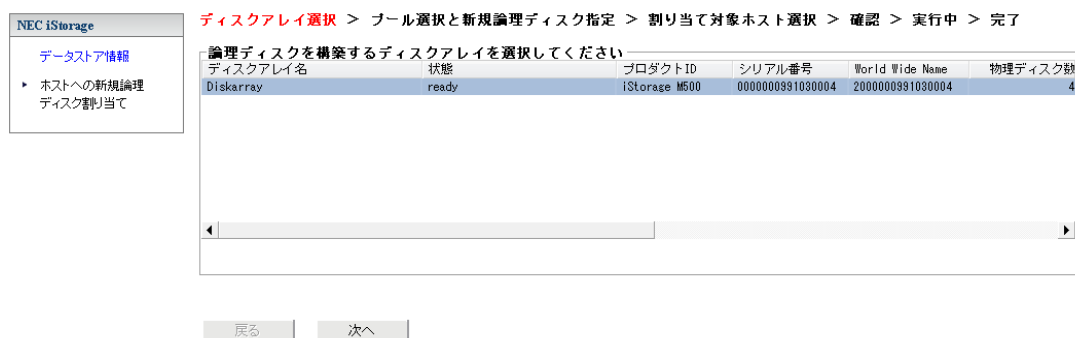 NEC iStorage
データストア情報
ホストへの新規論理
ディスク割り当て
ディスクアレイ選択 > プール選択と新規論理ディスク指定 > 割り当て対象ホスト選択 > 確認 > 実行中 > 完了
論理ディスクを構築するディスクアレイを選択してください
ディスクアレイ名 状態 プロダクトID シリアル番号 World Wide Name 物理ディスク数
Diskarray ready iStorage M500 0000000991030004 2000000991030004 4
戻る 次へ